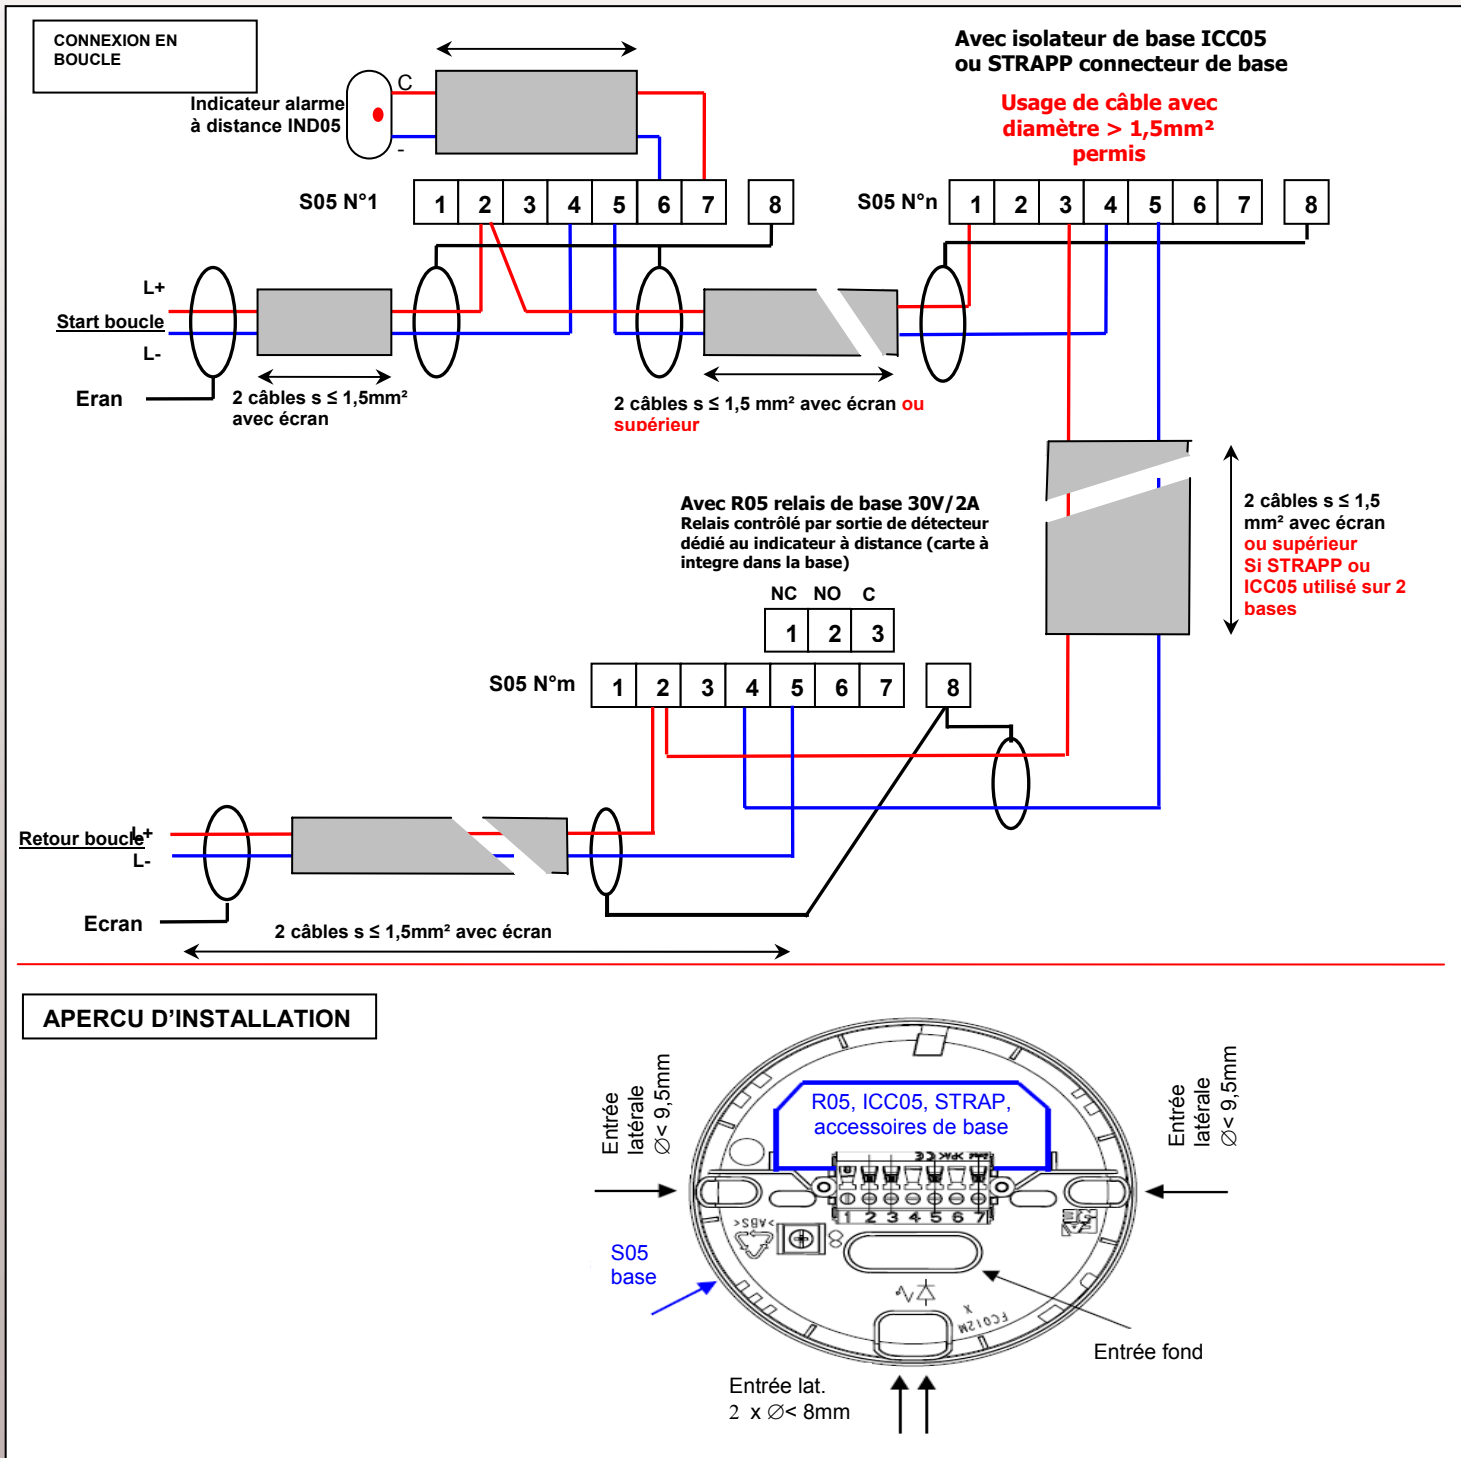 CONNEXION EN
BOUCLE
Avec isolateur de base ICC05
ou STRAPP connecteur de base
Usage de câble avec
diamètre > 1,5mm²
permis
Indicateur alarme
à distance IND05
C
-
S05 N°1
1 2 3 4 5 6 7 8
S05 N°n
1 2 3 4 5 6 7 8
L+
Start boucle
L-
Eran
2 câbles s ≤ 1,5mm²
avec écran
2 câbles s ≤ 1,5 mm² avec écran ou
supérieur
2 câbles s ≤ 1,5
mm² avec écran
ou supérieur
Si STRAPP ou
ICC05 utilisé sur 2
bases
Avec R05 relais de base 30V/2A
Relais contrôlé par sortie de détecteur
dédié au indicateur à distance (carte à
integre dans la base)
NC NO C
1 2 3
S05 N°m
1 2 3 4 5 6 7 8
Retour boucle
L+
L-
Ecran
2 câbles s ≤ 1,5mm² avec écran
APERCU D'INSTALLATION
Entrée
latérale
∅< 9,5mm
R05, ICC05, STRAP,
accessoires de base
Entrée
latérale
∅< 9,5mm
1 2 3 4 5 6 7
>ABS<
8
S05
base
FC012M
X
Entrée fond
Entrée lat.
2 x ∅< 8mm